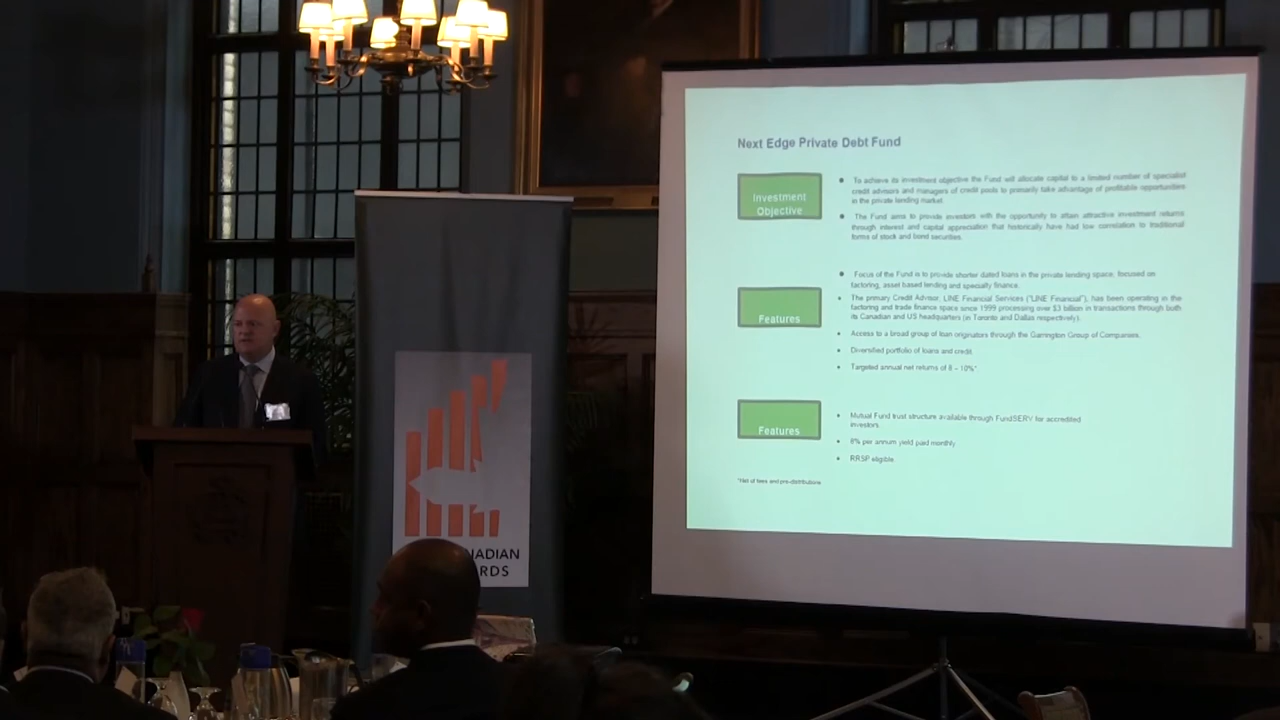 Next Edge Private Debt Fund
Investment
Objective
To achieve its investment objective the Fund will allocate capital to a limited number of specialist
credit advisors and managers of credit pools to primarily take advantage of profitable opportunities
in the private lending market.
The Fund aims to provide investors with the opportunity to attain attractive investment returns
through interest and capital appreciation that historically have had low correlation to traditional
forms of stock and bond securities.
Features
Focus of the Fund is to provide shorter dated loans in the private lending space, focused on
factoring, asset based lending and specialty finance.
The primary Credit Advisor, LINE Financial Services ("LINE Financial"), has been operating in the
factoring and trade finance space since 1999 processing over $3 billion in transactions through both
its Canadian and US headquarters (in Toronto and Dallas respectively).
Access to a broad group of loan originators through the Garrington Group of Companies.
Diversified portfolio of loans and credit.
Targeted annual net returns of 8 – 10%*
Features
Mutual Fund trust structure available through FundSERV for accredited
investors
8% per annum yield paid monthly
RRSP eligible
*Net of fees and pre-distributions
NADIAN
RDS